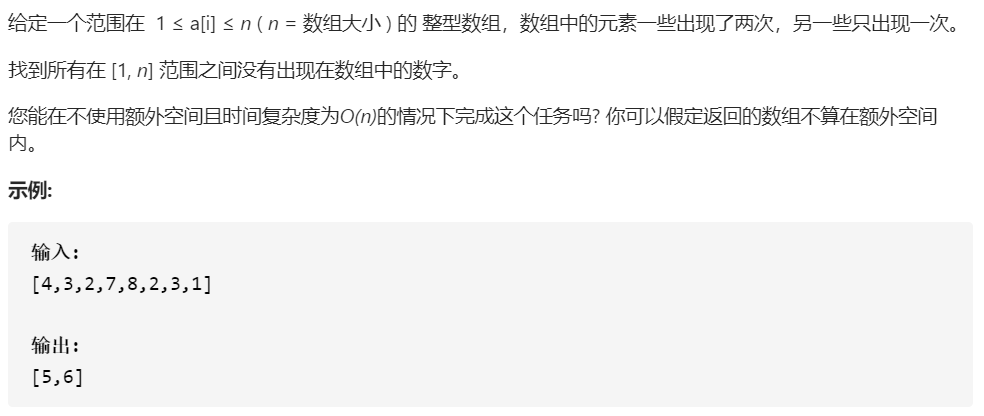 给定一个范围在  1 ≤ a[i] ≤ n ( n = 数组大小 ) 的 整型数组，数组中的元素一些出现了两次，另一些只出现一次。
找到所有在 [1, n] 范围之间没有出现在数组中的数字。
您能在不使用额外空间且时间复杂度为O(n)的情况下完成这个任务吗? 你可以假定返回的数组不算在额外空间
内。
示例:
输入:
[4,3,2,7,8,2,3,1]
输出:
[5,6]